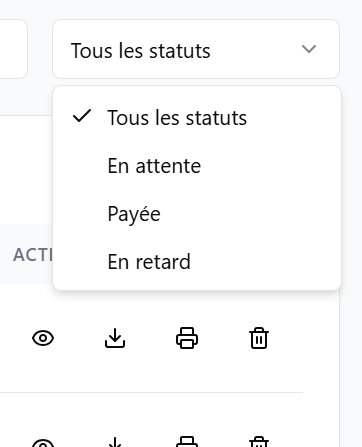 Tous les statuts
Tous les statuts
En attente
Payée
En retard
ACTI